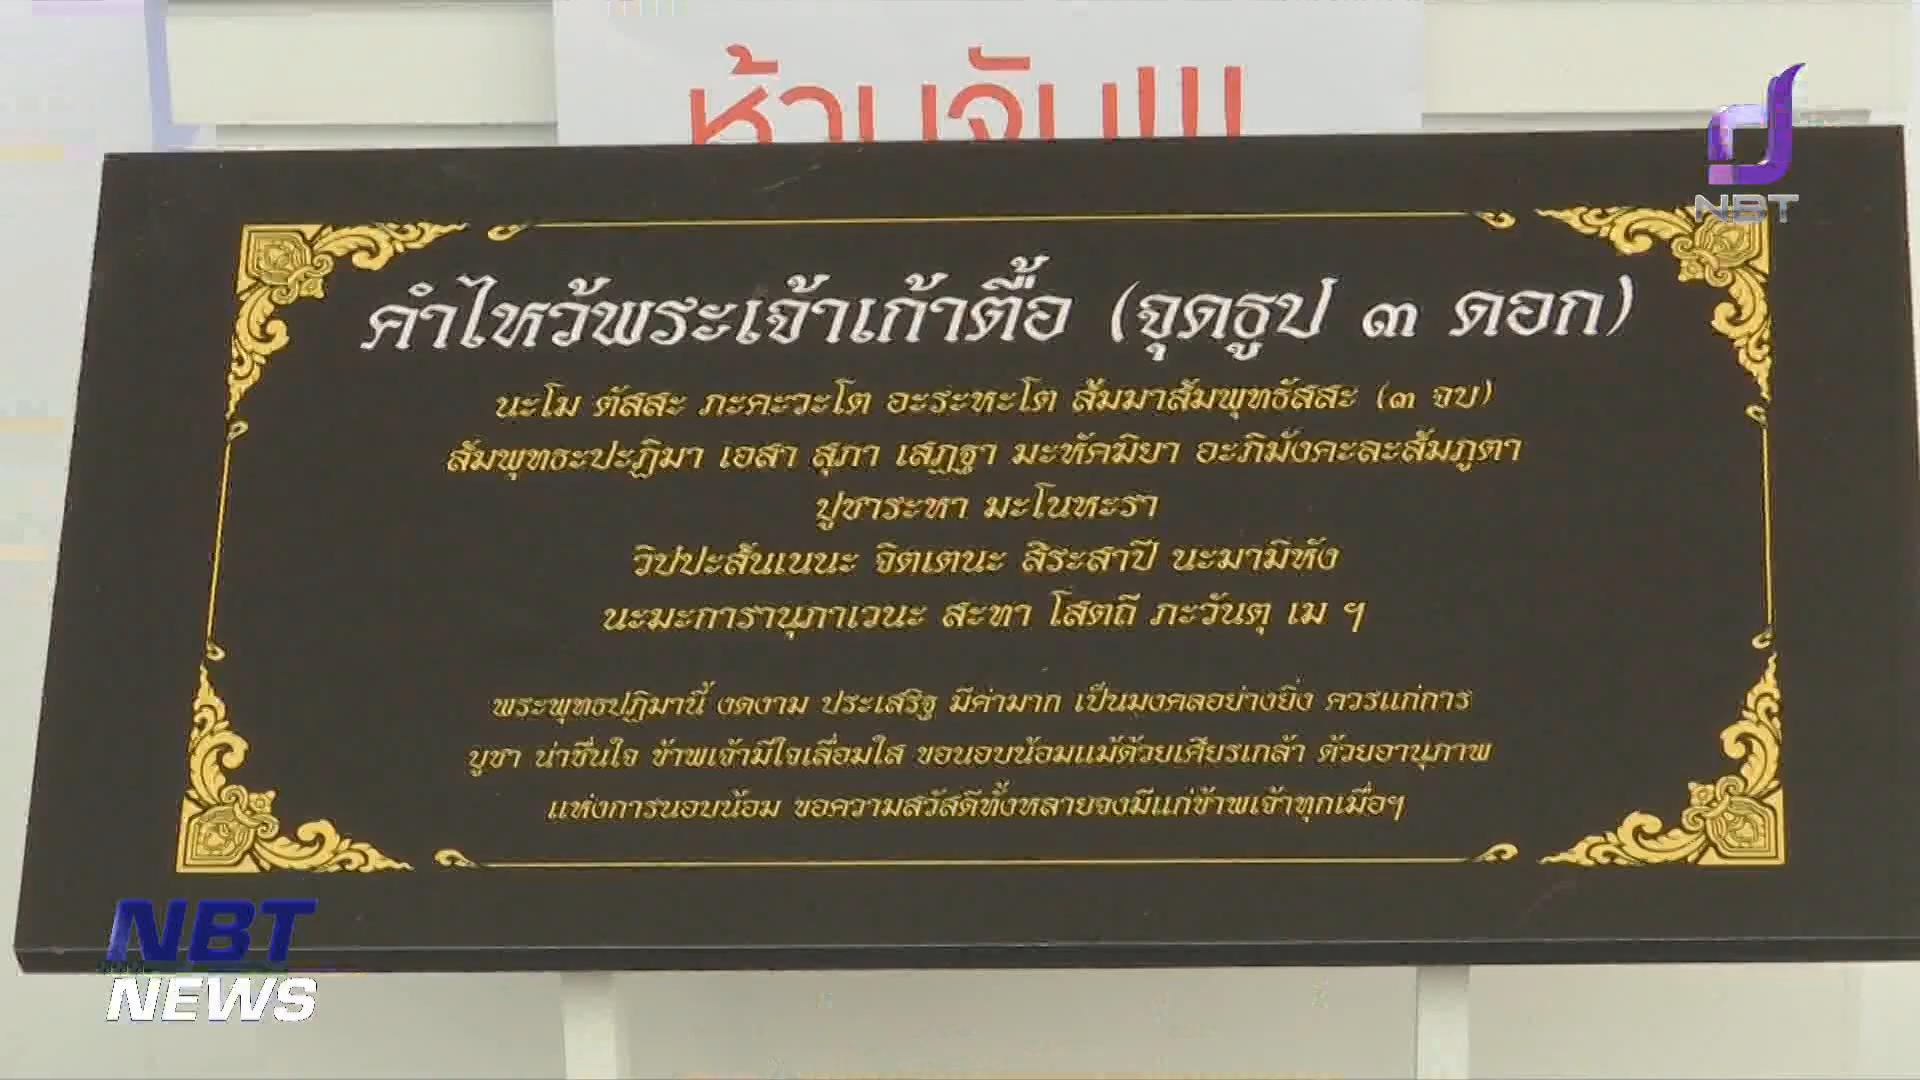 ห้ามจับ!!!
NBT
คำไหว้พระเจ้าเก้าตื้อ (จุดธูป ๓ ดอก)
นะโม ตัสสะ ภะคะวะโต อะระหะโต สัมมาสัมพุทธัสสะ (๓ จบ)
สัมพุทธะปะฏิมา เอสา สุภา เสฏฐา มะหัคฆิยา อะภิมังคะละสัมภูตา
ปูชาระหา มะโนหะรา
วิปปะสันเนนะ จิตเตนะ สิระสาปิ นะมามิหัง
นะมะการานุภาเวนะ สะทา โสตถี ภะวันตุ เม ฯ
พระพุทธปฏิมานี้ งดงาม ประเสริฐ มีค่ามาก เป็นมงคลอย่างยิ่ง ควรแก่การ
บูชา น่าชื่นใจ ข้าพเจ้ามีใจเลื่อมใส ขอนอบน้อมแม้ด้วยเศียรเกล้า ด้วยอานุภาพ
แห่งการนอบน้อม ขอความสวัสดีทั้งหลายจงมีแก่ข้าพเจ้าทุกเมื่อฯ
NBT
NEWS